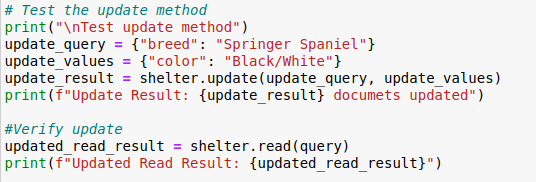 # Test the update method
print("\nTest update method")
update_query = {"breed": "Springer Spaniel"}
update_values = {"color": "Black/White"}
update_result = shelter.update(update_query, update_values)
print(f"Update Result: {update_result} documets updated")

#Verify update
updated_read_result = shelter.read(query)
print(f"Updated Read Result: {updated_read_result}")